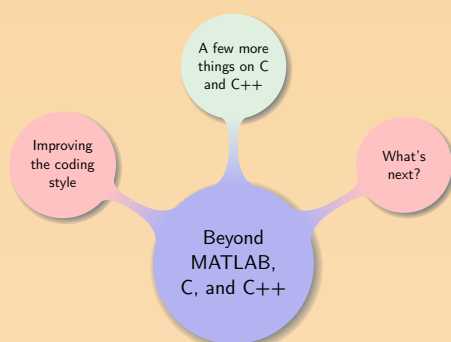 A few more
things on C
and C++
Improving
the coding
style
What's
next?
Beyond
MATLAB,
C, and C++